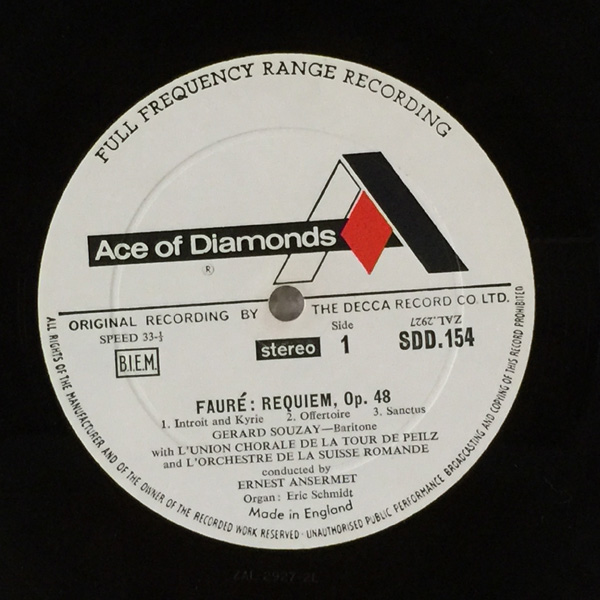 FULL FREQUENCY RANGE RECORDING
Ace of Diamonds
®
ORIGINAL RECORDING BY THE DECCA RECORD CO. LTD.
SPEED 33⅓
Side
ZAL.2927
B.I.E.M.
stereo
1
SDD.154
FAURÉ: REQUIEM, Op. 48
1. Introit and Kyrie 2. Offertoire 3. Sanctus
GERARD SOUZAY—Baritone
with L'UNION CHORALE DE LA TOUR DE PEILZ
and L'ORCHESTRE DE LA SUISSE ROMANDE
conducted by
ERNEST ANSERMET
Organ: Eric Schmidt
Made in England
ALL RIGHTS OF THE MANUFACTURER AND OF THE OWNER OF THE RECORDED WORK RESERVED · UNAUTHORISED PUBLIC PERFORMANCE BROADCASTING AND COPYING OF THIS RECORD PROHIBITED